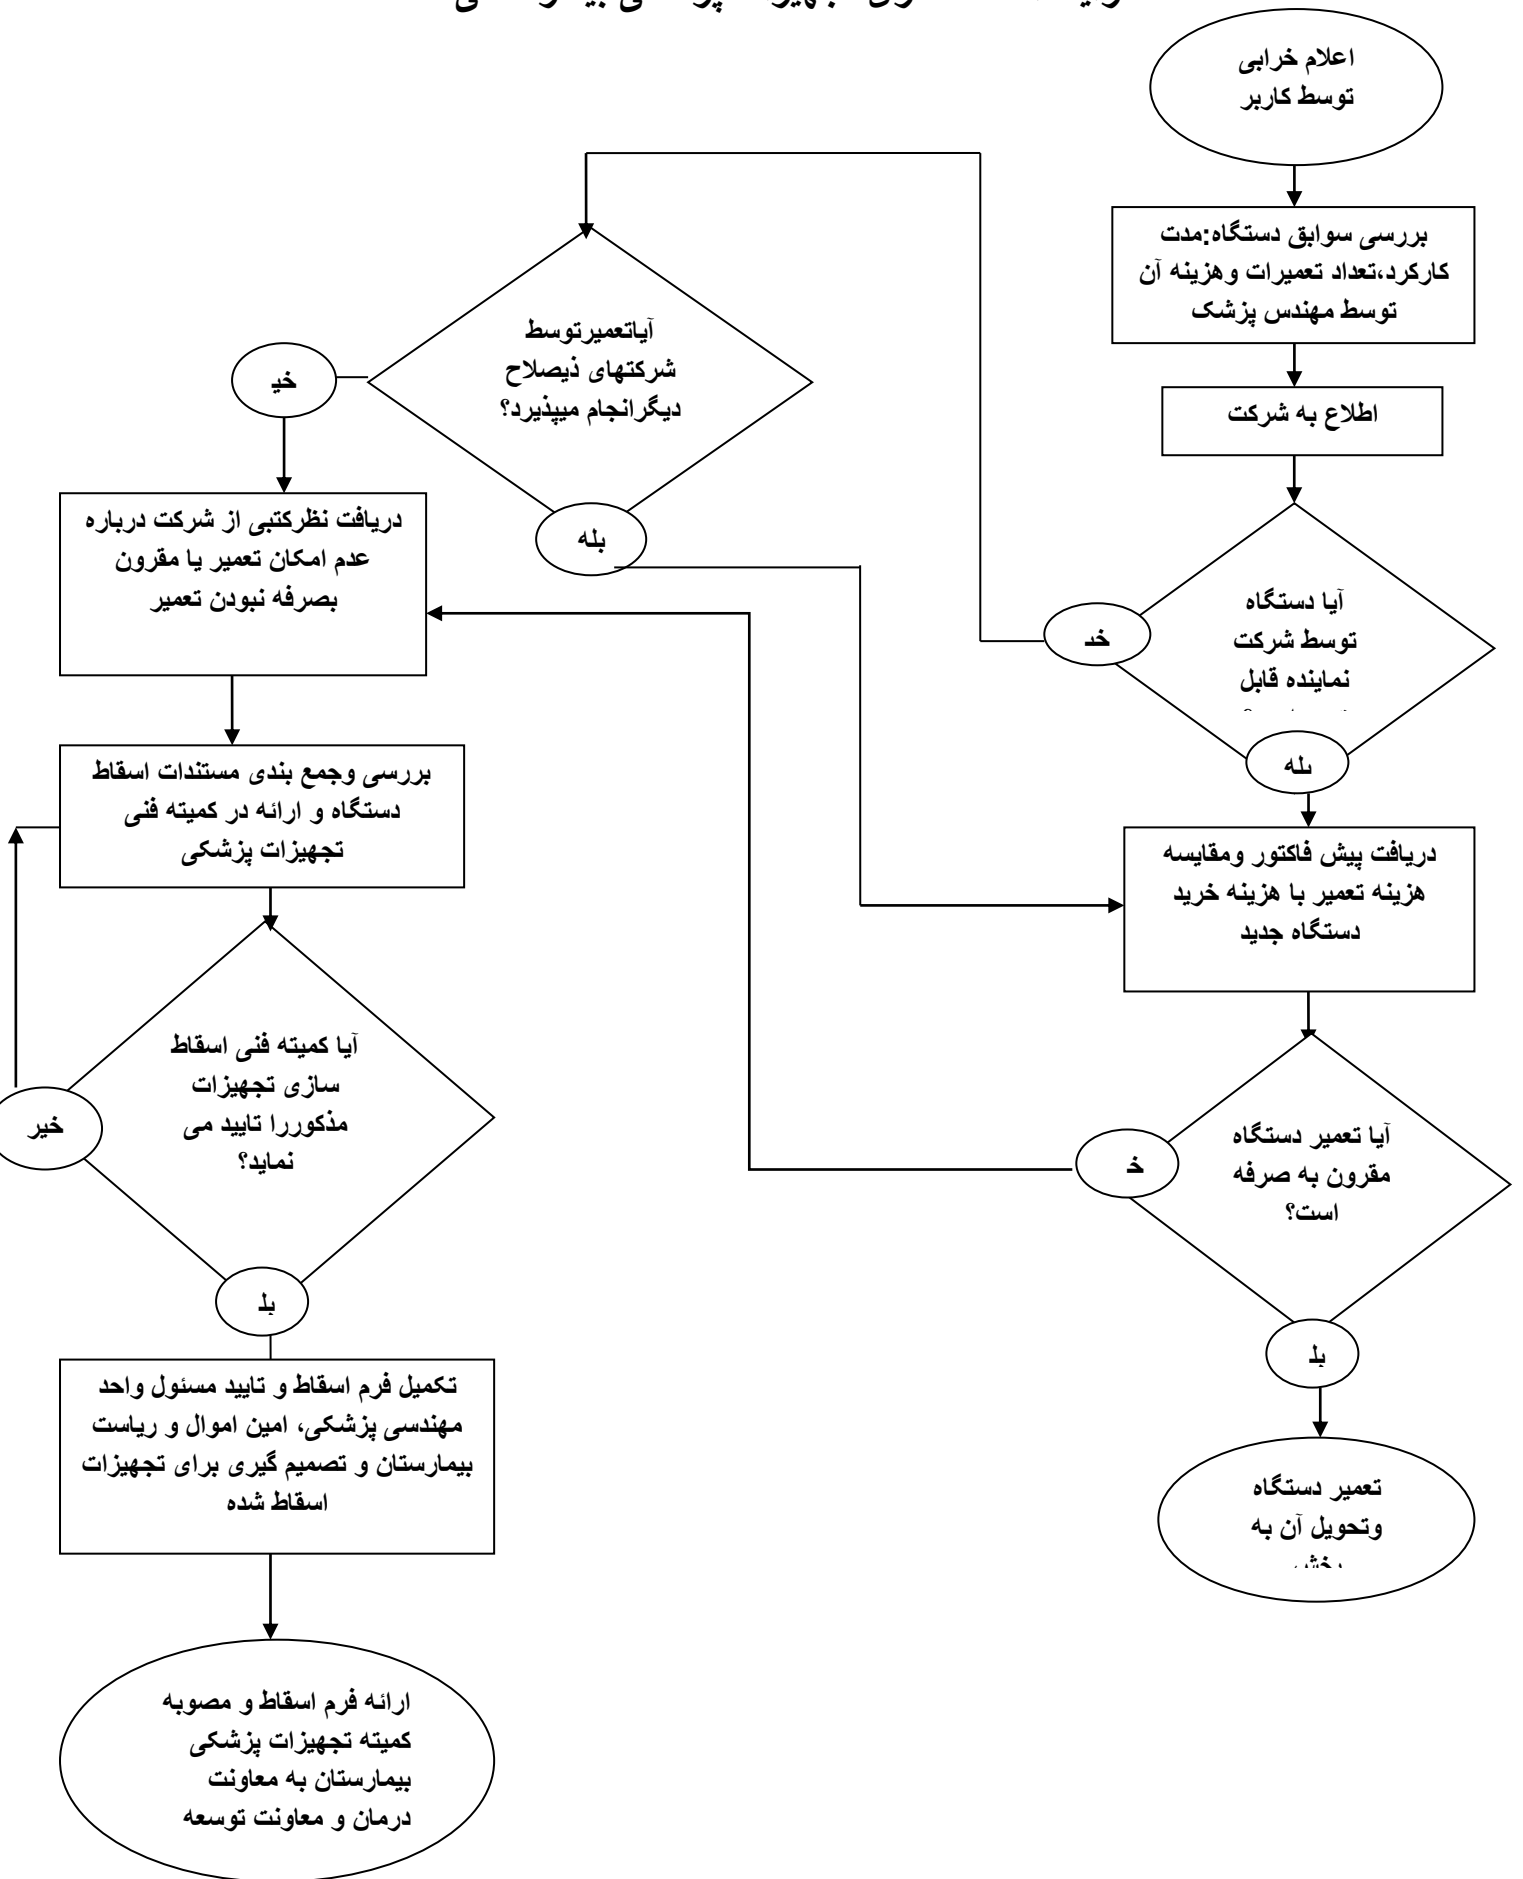 اعلام خرابی
توسط کاربر
بررسی سوابق دستگاه:مدت
کارکرد،تعداد تعمیرات وهزینه آن
توسط مهندس پزشک
اطلاع به شرکت
آیا دستگاه
توسط شرکت
نماینده قابل
خیر
بله
آیاتعمیرتوسط
شرکتهای ذیصلاح
دیگرانجام میپذیرد؟
خیر
بله
دریافت نظرکتبی از شرکت درباره
عدم امکان تعمیر یا مقرون
بصرفه نبودن تعمیر
بررسی وجمع بندی مستندات اسقاط
دستگاه و ارائه در کمیته فنی
تجهیزات پزشکی
دریافت پیش فاکتور ومقایسه
هزینه تعمیر با هزینه خرید
دستگاه جدید
آیا تعمیر دستگاه
مقرون به صرفه
است؟
خ
بل
تعمیر دستگاه
وتحویل آن به
بخش
آیا کمیته فنی اسقاط
سازی تجهیزات
مذکوررا تایید می
نماید؟
خیر
بل
تکمیل فرم اسقاط و تایید مسئول واحد
مهندسی پزشکی، امین اموال و ریاست
بیمارستان و تصمیم گیری برای تجهیزات
اسقاط شده
ارائه فرم اسقاط و مصوبه
کمیته تجهیزات پزشکی
بیمارستان به معاونت
درمان و معاونت توسعه